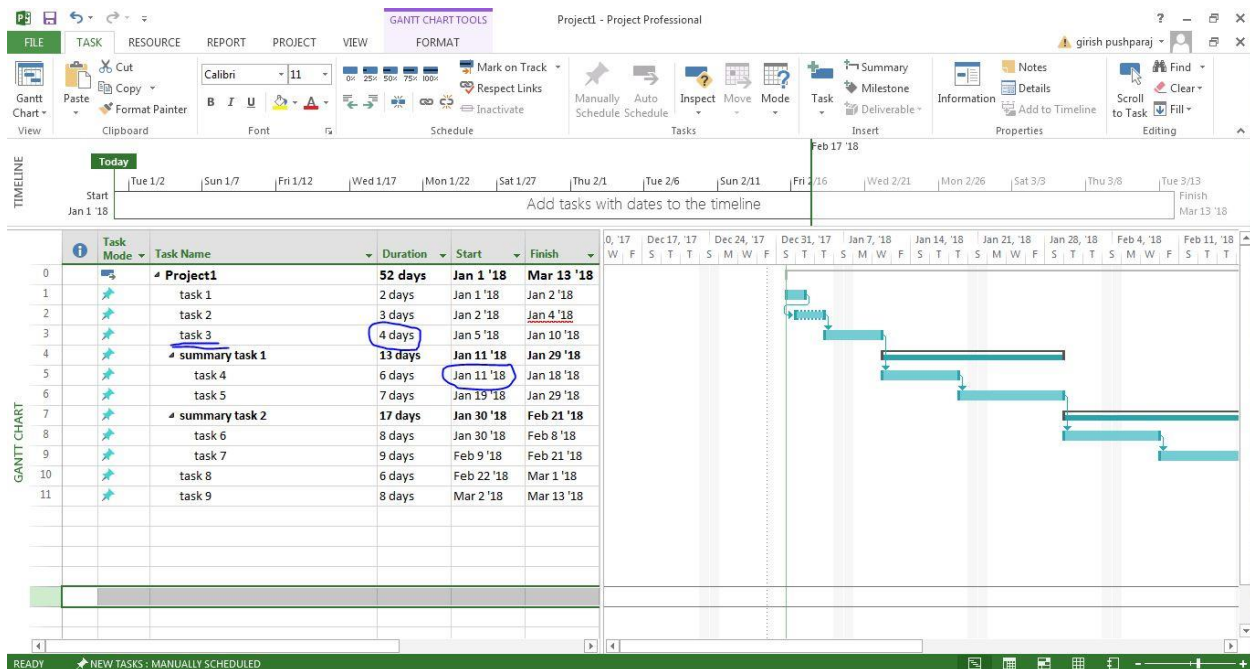 GANTT CHART TOOLS Project1 - Project Professional ?
FILE TASK RESOURCE REPORT PROJECT VIEW FORMAT girish pushparaj
Gantt Chart
Paste
Cut
Copy
Format Painter
Calibri 11
B I U A
0% 25% 50% 75% 100%
Mark on Track
Respect Links
Inactivate
Manually Schedule
Auto Schedule
Inspect
Move
Mode
Task
Summary
Milestone
Deliverable
Information
Notes
Details
Add to Timeline
Scroll to Task
Find
Clear
Fill
View Clipboard Font Schedule Tasks Insert Properties Editing
TIMELINE
Feb 17 '18
Today
Tue 1/2 Sun 1/7 Fri 1/12 Wed 1/17 Mon 1/22 Sat 1/27 Thu 2/1 Tue 2/6 Sun 2/11 Fri 2/16 Wed 2/21 Mon 2/26 Sat 3/3 Thu 3/8 Tue 3/13
Start
Jan 1 '18
Add tasks with dates to the timeline
Finish
Mar 13 '18
GANTT CHART
Task Mode Task Name Duration Start Finish
0 Project1 52 days Jan 1 '18 Mar 13 '18
1 task 1 2 days Jan 1 '18 Jan 2 '18
2 task 2 3 days Jan 2 '18 Jan 4 '18
3 task 3 4 days Jan 5 '18 Jan 10 '18
4 summary task 1 13 days Jan 11 '18 Jan 29 '18
5 task 4 6 days Jan 11 '18 Jan 18 '18
6 task 5 7 days Jan 19 '18 Jan 29 '18
7 summary task 2 17 days Jan 30 '18 Feb 21 '18
8 task 6 8 days Jan 30 '18 Feb 8 '18
9 task 7 9 days Feb 9 '18 Feb 21 '18
10 task 8 6 days Feb 22 '18 Mar 1 '18
11 task 9 8 days Mar 2 '18 Mar 13 '18
0, '17 Dec 17, '17 Dec 24, '17 Dec 31, '17 Jan 7, '18 Jan 14, '18 Jan 21, '18 Jan 28, '18 Feb 4, '18 Feb 11, '18
W F S T T S M W F S T T S M W F S T T S M W F S T T S M W F S T T
READY NEW TASKS : MANUALLY SCHEDULED